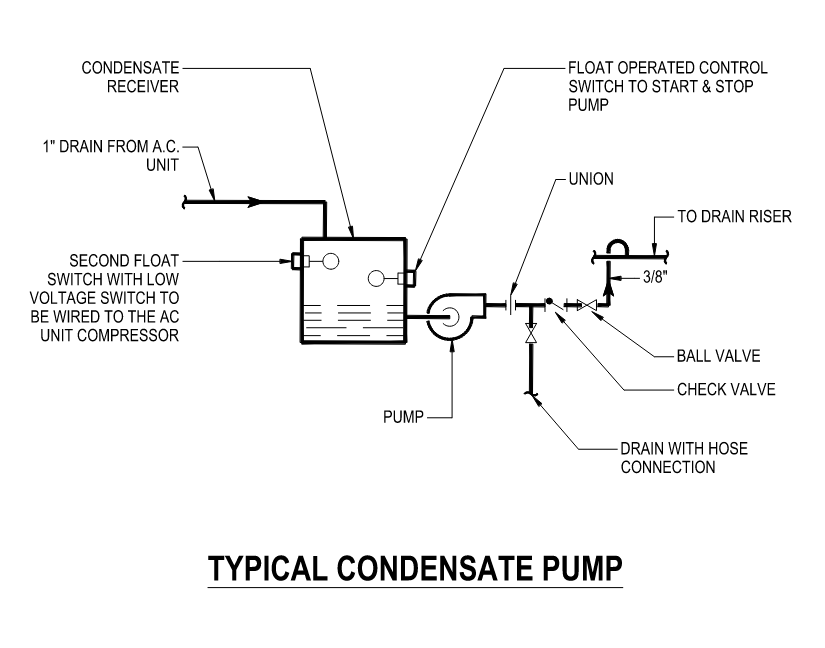 CONDENSATE
RECEIVER
FLOAT OPERATED CONTROL
SWITCH TO START & STOP
PUMP
1" DRAIN FROM A.C.
UNIT
UNION
TO DRAIN RISER
SECOND FLOAT
SWITCH WITH LOW
VOLTAGE SWITCH TO
BE WIRED TO THE AC
UNIT COMPRESSOR
3/8"
BALL VALVE
CHECK VALVE
PUMP
DRAIN WITH HOSE
CONNECTION
TYPICAL CONDENSATE PUMP